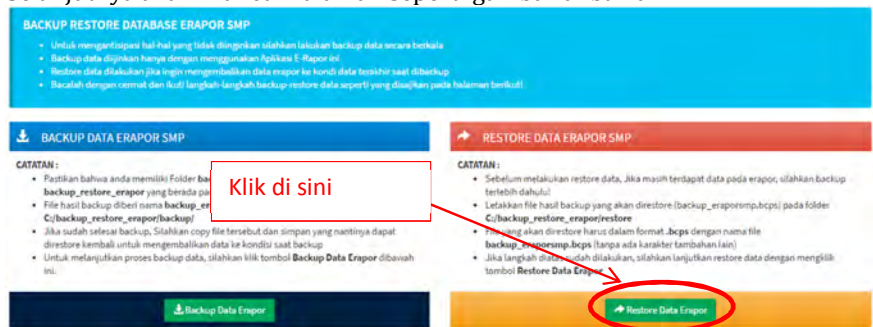 BACKUP RESTORE DATABASE ERAPOR SMP
Untuk mengantisipasi hal-hal yang tidak diinginkan silahkan lakukan backup data secara berkala
Backup data diijinkan hanya dengan menggunakan Aplikasi E-Rapor ini
Restore data dilakukan jika ingin mengembalikan data erapor ke kondi data terakhir saat dibackup
Bacalah dengan cermat dan ikuti langkah-langkah backup restore data seperti yang disajikan pada halaman berikut!
BACKUP DATA ERAPOR SMP
CATATAN :
Pastikan bahwa anda memiliki Folder
backup_restore_erapor yang berada
File hasil backup diberi nama
C:/backup_restore_erapor/backup/
Jika sudah selesai backup, Silahkan copy file tersebut dan simpan yang nantinya dapat
direstore kembali untuk mengembalikan data ke kondisi saat backup
Untuk melanjutkan proses backup data, silahkan klik tombol Backup Data Erapor dibawah
ini.
Backup Data Erapor
Klik di sini
RESTORE DATA ERAPOR SMP
CATATAN :
Sebelum melakukan restore data, Jika masih terdapat data pada erapor, silahkan backup
terlebih dahulu!
Letakkan file hasil backup yang akan direstore (backup_eraporsmp.bcps) pada folder
C:/backup_restore_erapor/restore
File yang akan direstore harus dalam format .bcps dengan nama file
backup_eraporsmp.bcps (tanpa ada karakter tambahan lain)
Jika langkah diatas sudah dilakukan, silahkan lanjutkan restore data dengan mengklik
tombol Restore Data Erapor
Restore Data Erapor